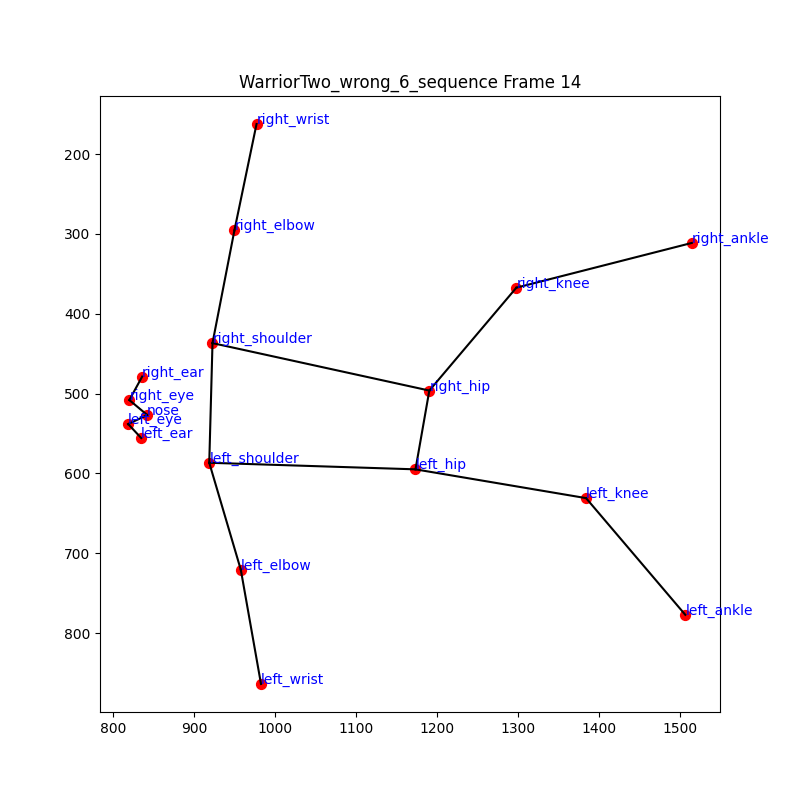 WarriorTwo_wrong_6_sequence Frame 14
right_wrist
right_elbow
right_ankle
right_knee
right_shoulder
right_ear
right_hip
right_eye
nose
left_eye
left_ear
left_shoulder
left_hip
left_knee
left_elbow
left_ankle
left_wrist
200
300
400
500
600
700
800
800 900 1000 1100 1200 1300 1400 1500